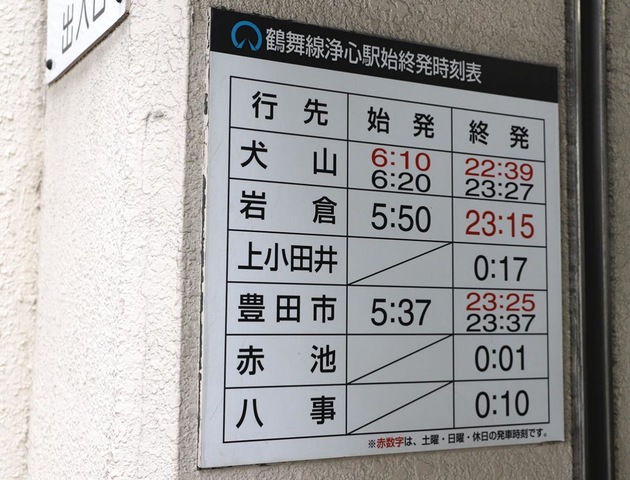 出入口
鶴舞線浄心駅始終発時刻表
行先 始発 終発
犬山 6:10 22:39
6:20 23:27
岩倉 5:50 23:15
上小田井 0:17
豊田市 5:37 23:25
23:37
赤池 0:01
八事 0:10
※赤数字は、土曜・日曜・休日の発車時刻です。